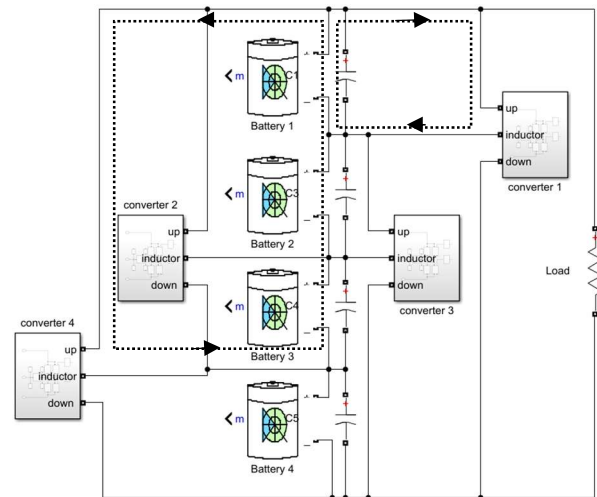 C1
m
Battery 1
up
inductor
down
converter 1
C3
m
Battery 2
converter 2
up
inductor
down
up
inductor
down
converter 3
Load
C4
m
Battery 3
converter 4
up
inductor
down
C5
m
Battery 4